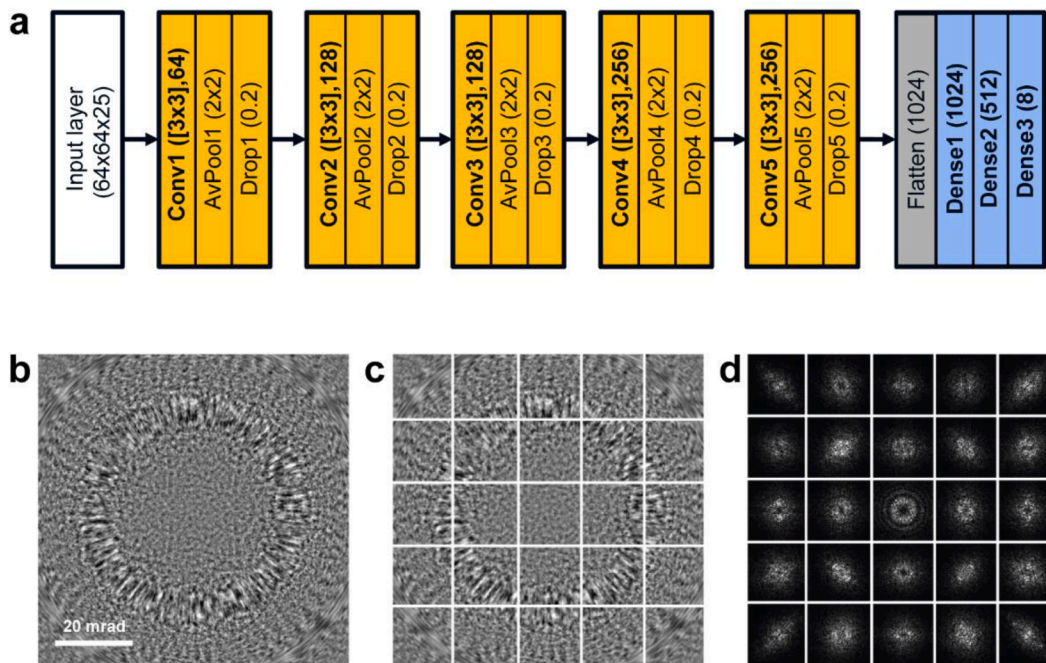 a
Input layer
(64x64x25)
Conv1 ([3x3],64)
AvPool1 (2x2)
Drop1 (0.2)
Conv2 ([3x3],128)
AvPool2 (2x2)
Drop2 (0.2)
Conv3 ([3x3],128)
AvPool3 (2x2)
Drop3 (0.2)
Conv4 ([3x3],256)
AvPool4 (2x2)
Drop4 (0.2)
Conv5 ([3x3],256)
AvPool5 (2x2)
Drop5 (0.2)
Flatten (1024)
Dense1 (1024)
Dense2 (512)
Dense3 (8)
b
20 mrad
c
d